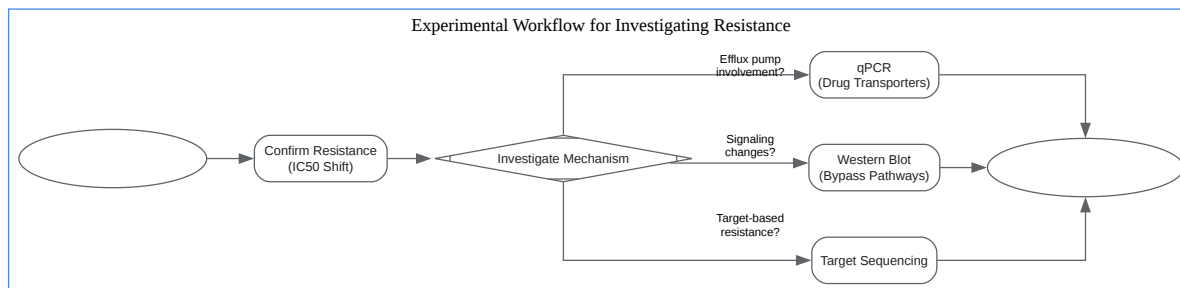 Experimental Workflow for Investigating Resistance
Efflux pump
involvement?
qPCR
(Drug Transporters)
Confirm Resistance
(IC50 Shift)
Investigate Mechanism
Signaling
changes?
Western Blot
(Bypass Pathways)
Target-based
resistance?
Target Sequencing